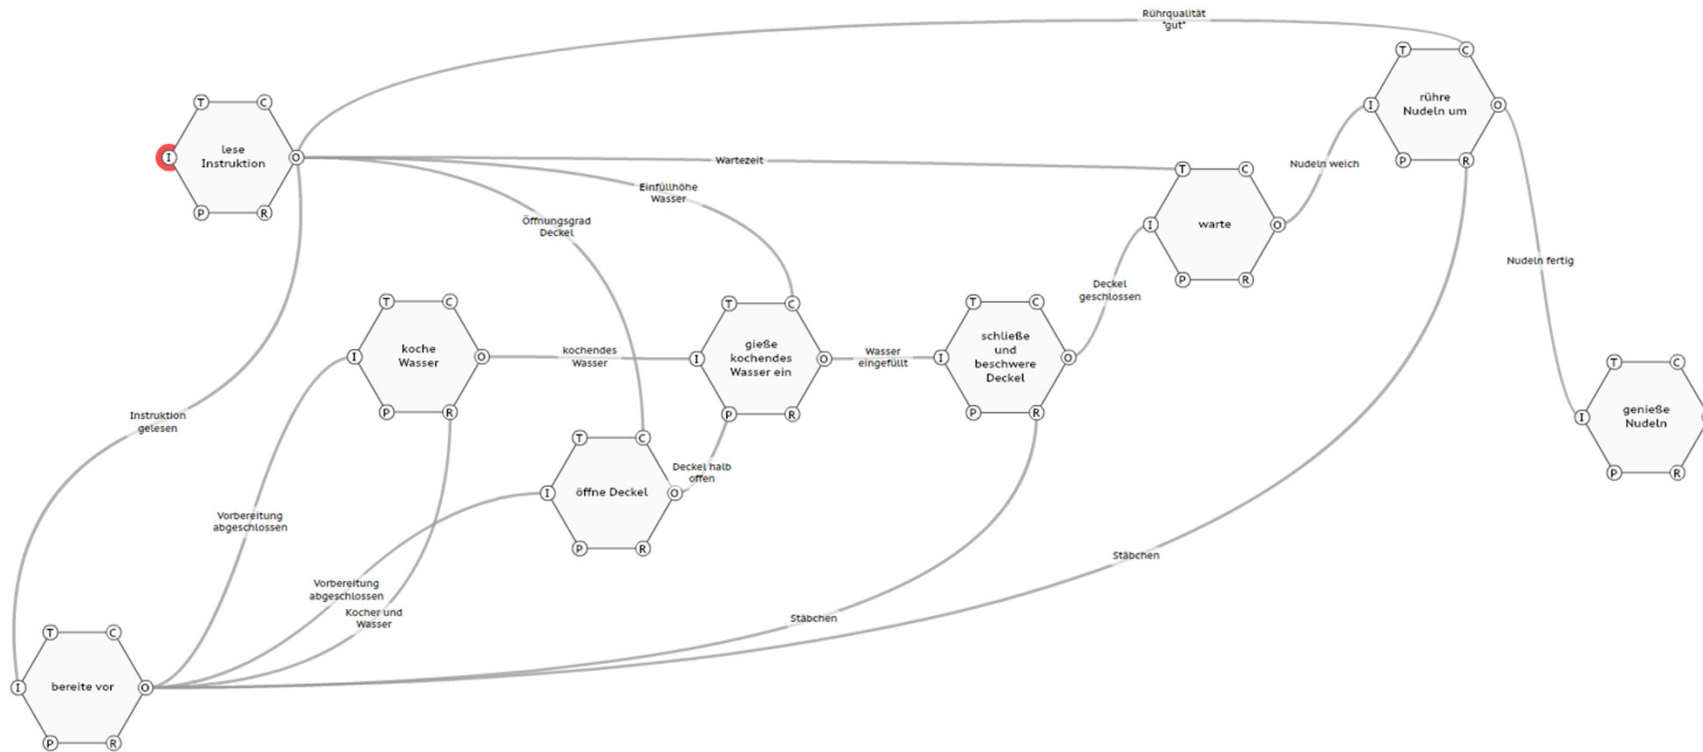 Rührqualität
"gut"
T C
rühre
Nudeln um
I O
P R
T C
lese
Instruktion
I O
P R
Wartezeit
Nudeln weich
T C
warte
I O
P R
Einfüllhöhe
Wasser
Öffnungsgrad
Deckel
Nudeln fertig
Deckel
geschlossen
T C
koche
Wasser
I O
P R
kochendes
Wasser
T C
gieße
kochendes
Wasser ein
I O
P R
Wasser
eingefüllt
T C
schließe
und
beschwere
Deckel
I O
P R
T C
genieße
Nudeln
I
P R
Instruktion
gelesen
T C
öffne Deckel
I O
P R
Deckel halb
offen
Vorbereitung
abgeschlossen
Vorbereitung
abgeschlossen
Kocher und
Wasser
Stäbchen
Stäbchen
T C
bereite vor
I O
P R